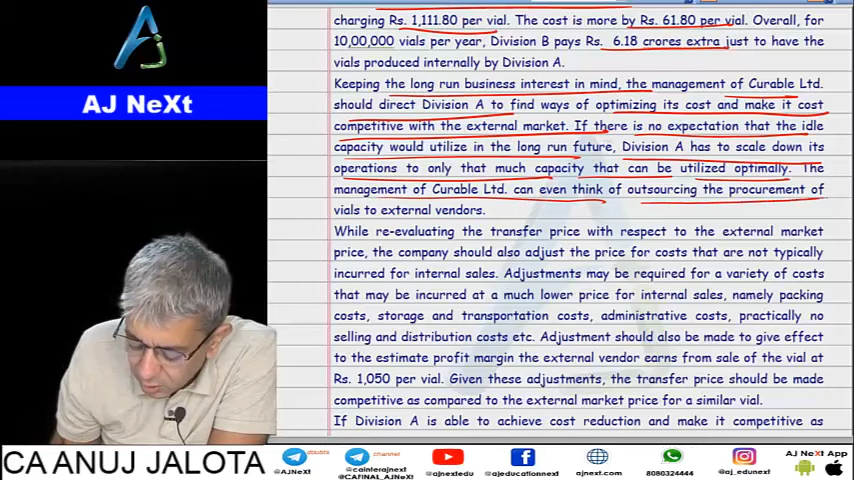 charging Rs. 1,111.80 per vial. The cost is more by Rs. 61.80 per vial. Overall, for
10,00,000 vials per year, Division B pays Rs. 6.18 crores extra just to have the
vials produced internally by Division A.
Keeping the long run business interest in mind, the management of Curable Ltd.
should direct Division A to find ways of optimizing its cost and make it cost
competitive with the external market. If there is no expectation that the idle
capacity would utilize in the long run future, Division A has to scale down its
operations to only that much capacity that can be utilized optimally. The
management of Curable Ltd. can even think of outsourcing the procurement of
vials to external vendors.
While re-evaluating the transfer price with respect to the external market
price, the company should also adjust the price for costs that are not typically
incurred for internal sales. Adjustments may be required for a variety of costs
that may be incurred at a much lower price for internal sales, namely packing
costs, storage and transportation costs, administrative costs, practically no
selling and distribution costs etc. Adjustment should also be made to give effect
to the estimate profit margin the external vendor earns from sale of the vial at
Rs. 1,050 per vial. Given these adjustments, the transfer price should be made
competitive as compared to the external market price for a similar vial.
If Division A is able to achieve cost reduction and make it competitive as
AJ NeXt
CA ANUJ JALOTA
doubts
@AJNeXt
channel
@cainterajnext
@CAFINAL_AJNeXt
@ajnextedu
@ajeducationnext
ajnext.com
8080324444
@aj_edunext
AJ NeXt App